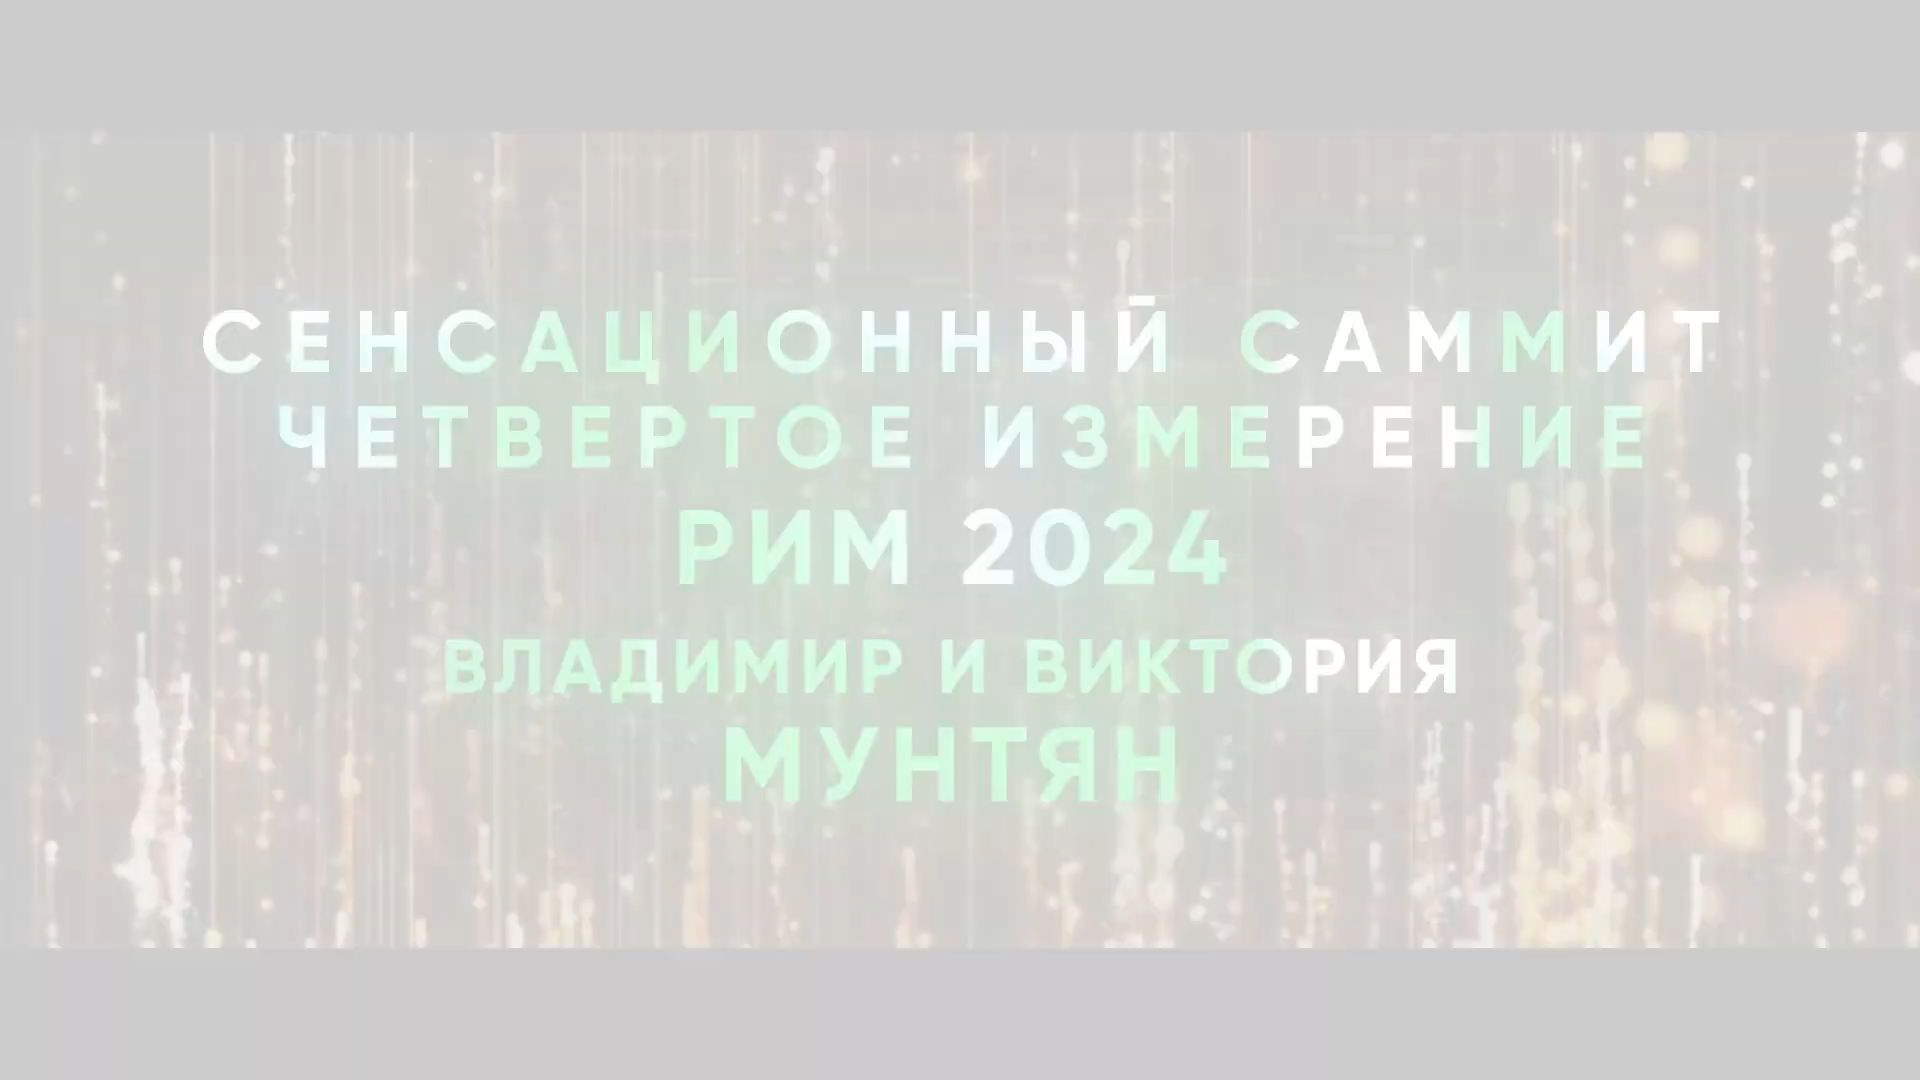 СЕНСАЦИОННЫЙ САММИТ
ЧЕТВЕРТОЕ ИЗМЕРЕНИЕ
РИМ 2024
ВЛАДИМИР И ВИКТОРИЯ
МУНТЯН